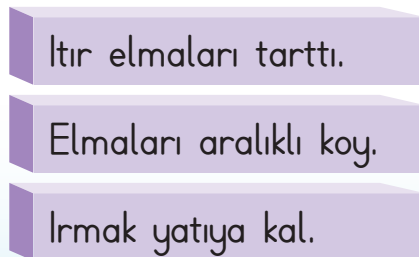 Itır elmaları tarttı.
Elmaları aralıklı koy.
Irmak yatıya kal.